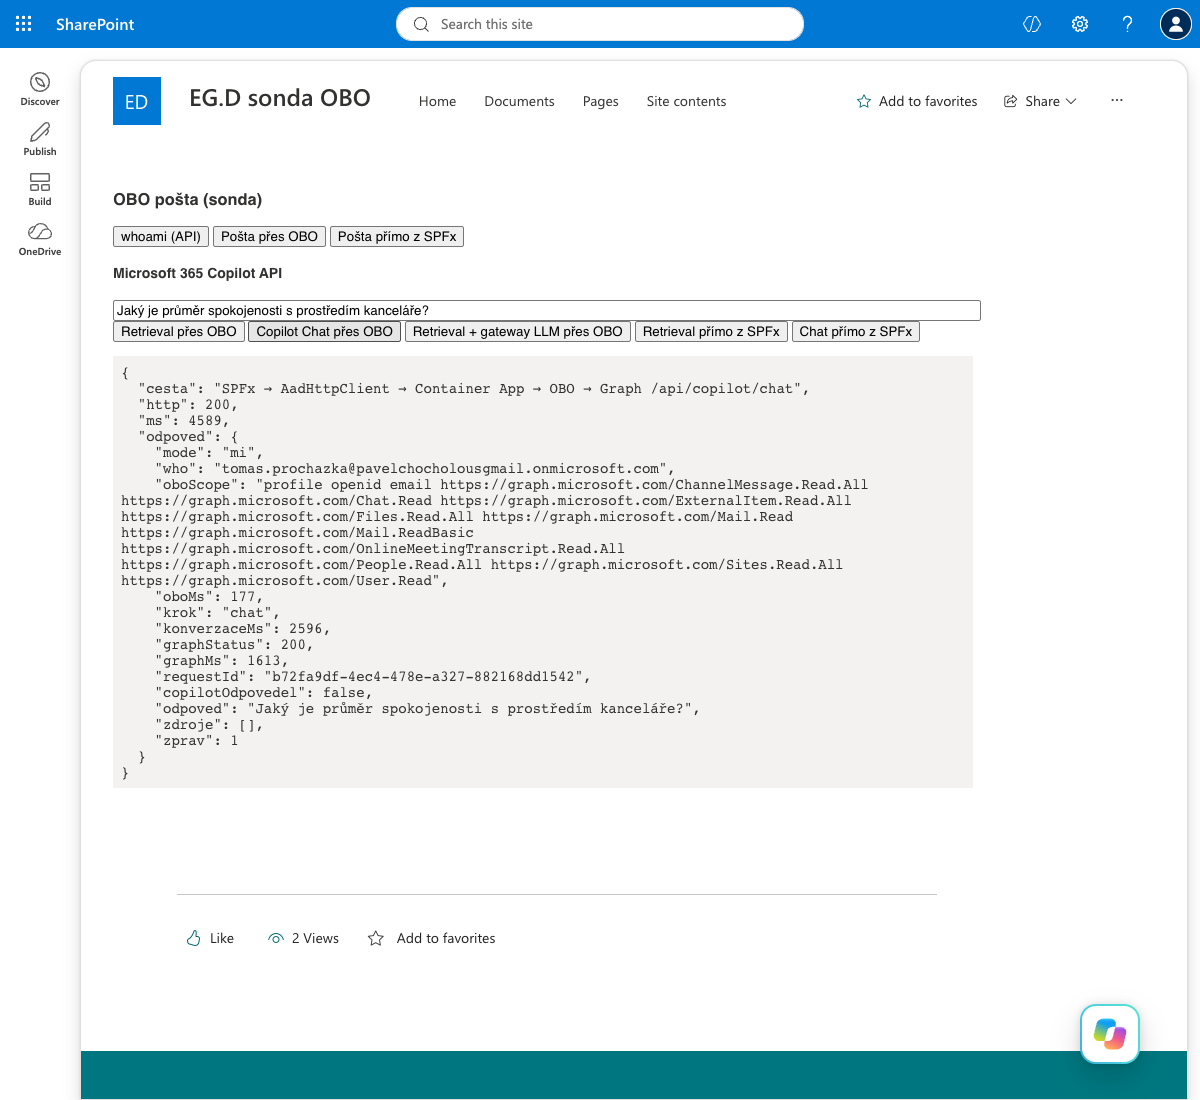 SharePoint
Search this site
Discover
Publish
Build
OneDrive
ED
EG.D sonda OBO
Home
Documents
Pages
Site contents
Add to favorites
Share
...
OBO pošta (sonda)
whoami (API)
Pošta přes OBO
Pošta přímo z SPFx
Microsoft 365 Copilot API
Jaký je průměr spokojenosti s prostředím kanceláře?
Retrieval přes OBO
Copilot Chat přes OBO
Retrieval + gateway LLM přes OBO
Retrieval přímo z SPFx
Chat přímo z SPFx
{
  "cesta": "SPFx → AadHttpClient → Container App → OBO → Graph /api/copilot/chat",
  "http": 200,
  "ms": 4589,
  "odpoved": {
    "mode": "mi",
    "who": "tomas.prochazka@pavelchocholousgmail.onmicrosoft.com",
    "oboScope": "profile openid email https://graph.microsoft.com/ChannelMessage.Read.All
https://graph.microsoft.com/Chat.Read https://graph.microsoft.com/ExternalItem.Read.All
https://graph.microsoft.com/Files.Read.All https://graph.microsoft.com/Mail.Read
https://graph.microsoft.com/Mail.ReadBasic
https://graph.microsoft.com/OnlineMeetingTranscript.Read.All
https://graph.microsoft.com/People.Read.All https://graph.microsoft.com/Sites.Read.All
https://graph.microsoft.com/User.Read",
    "oboMs": 177,
    "krok": "chat",
    "konverzaceMs": 2596,
    "graphStatus": 200,
    "graphMs": 1613,
    "requestId": "b72fa9df-4ec4-478e-a327-882168dd1542",
    "copilotOdpovedel": false,
    "odpoved": "Jaký je průměr spokojenosti s prostředím kanceláře?",
    "zdroje": [],
    "zprav": 1
  }
}
Like
2 Views
Add to favorites